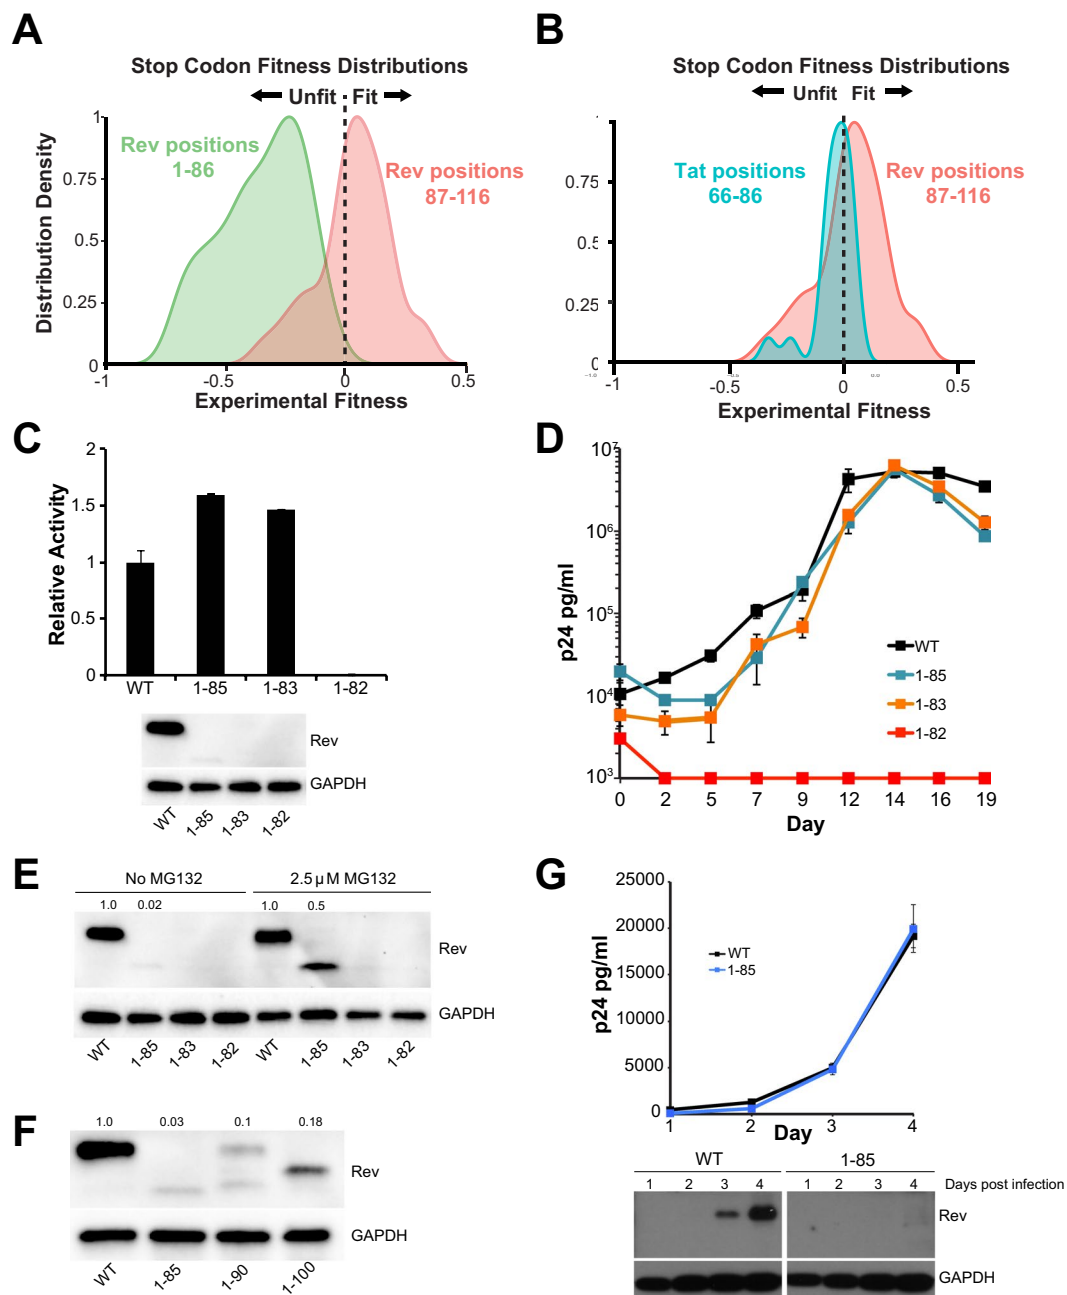 A
Stop Codon Fitness Distributions
Unfit Fit
Rev positions
1-86
Rev positions
87-116
Distribution Density
1
0.75
0.5
0.25
0
-1 -0.5 0 0.5
Experimental Fitness
B
Stop Codon Fitness Distributions
Unfit Fit
Tat positions
66-86
Rev positions
87-116
0.75
0.5
0.25
-1 -0.5 0 0.5
Experimental Fitness
C
Relative Activity
2
1.5
1
0.5
0
WT 1-85 1-83 1-82
Rev
GAPDH
WT 1-85 1-83 1-82
D
p24 pg/ml
10⁷
10⁶
10⁵
10⁴
10³
WT
1-85
1-83
1-82
0 2 5 7 9 12 14 16 19
Day
E
No MG132 2.5 µM MG132
1.0 0.02 1.0 0.5
Rev
GAPDH
WT 1-85 1-83 1-82 WT 1-85 1-83 1-82
F
1.0 0.03 0.1 0.18
Rev
GAPDH
WT 1-85 1-90 1-100
G
p24 pg/ml
25000
20000
15000
10000
5000
0
WT
1-85
1 2 3 4
Day
WT 1-85
1 2 3 4 1 2 3 4 Days post infection
Rev
GAPDH